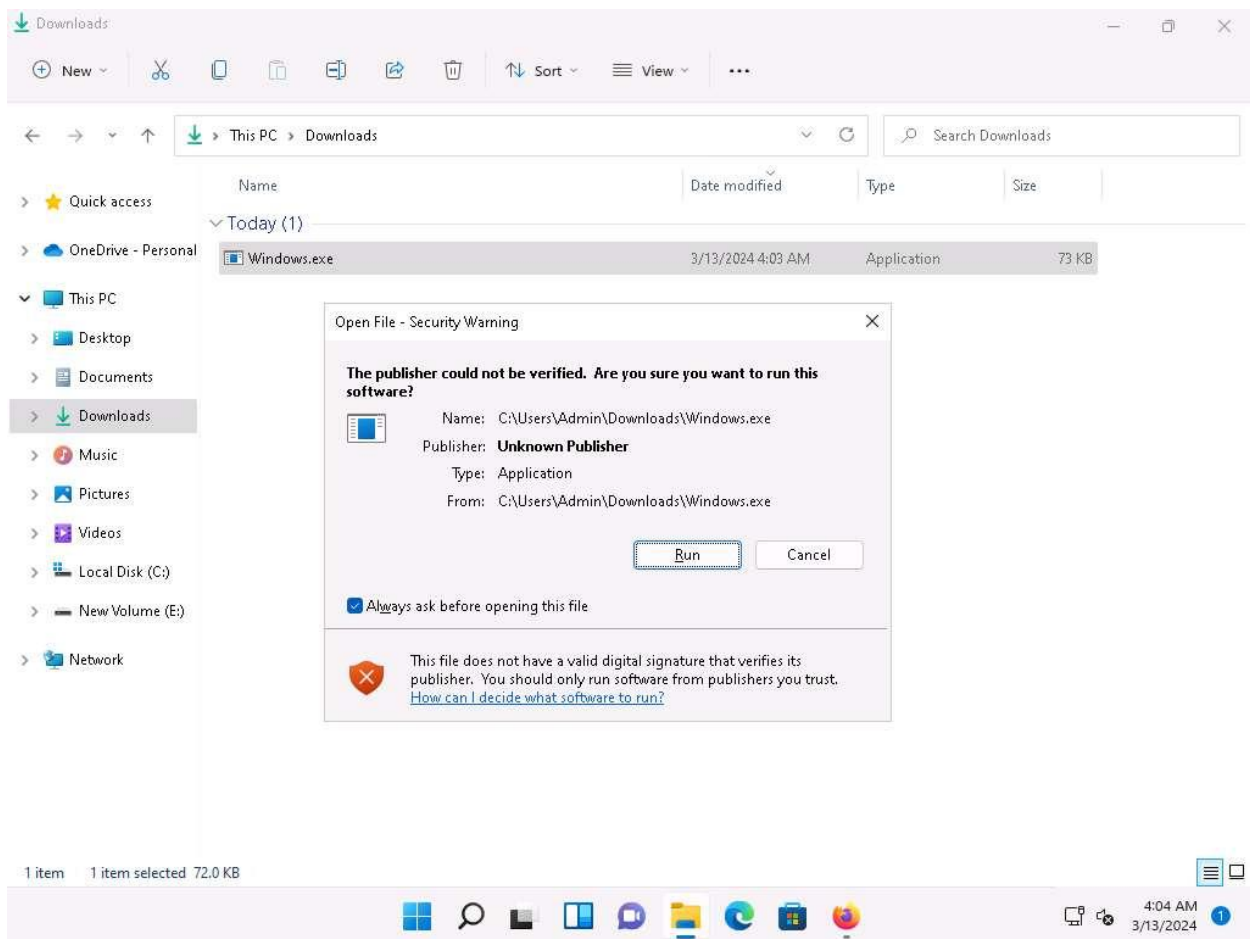 Downloads
New
Sort
View
This PC > Downloads
Search Downloads
Name Date modified Type Size
Quick access
Today (1)
OneDrive - Personal
Windows.exe 3/13/2024 4:03 AM Application 73 KB
This PC
Desktop
Documents
Downloads
Music
Pictures
Videos
Local Disk (C:)
New Volume (E:)
Network
Open File - Security Warning
The publisher could not be verified. Are you sure you want to run this
software?
Name: C:\Users\Admin\Downloads\Windows.exe
Publisher: Unknown Publisher
Type: Application
From: C:\Users\Admin\Downloads\Windows.exe
Run Cancel
Always ask before opening this file
This file does not have a valid digital signature that verifies its
publisher. You should only run software from publishers you trust.
How can I decide what software to run?
1 item 1 item selected 72.0 KB
4:04 AM
3/13/2024
1